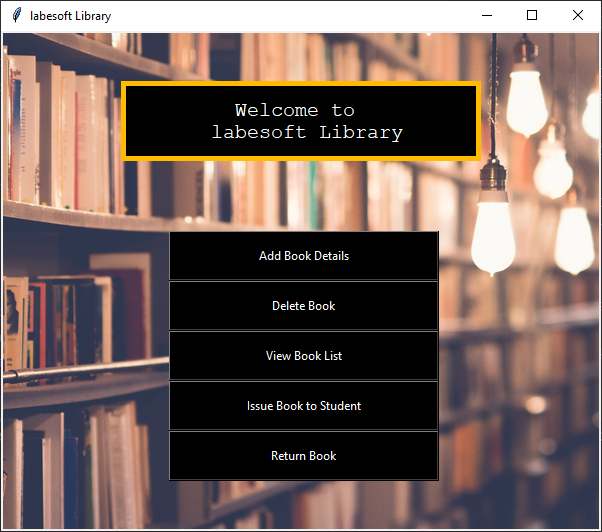 labesoft Library
Welcome to
labesoft Library
Add Book Details
Delete Book
View Book List
Issue Book to Student
Return Book